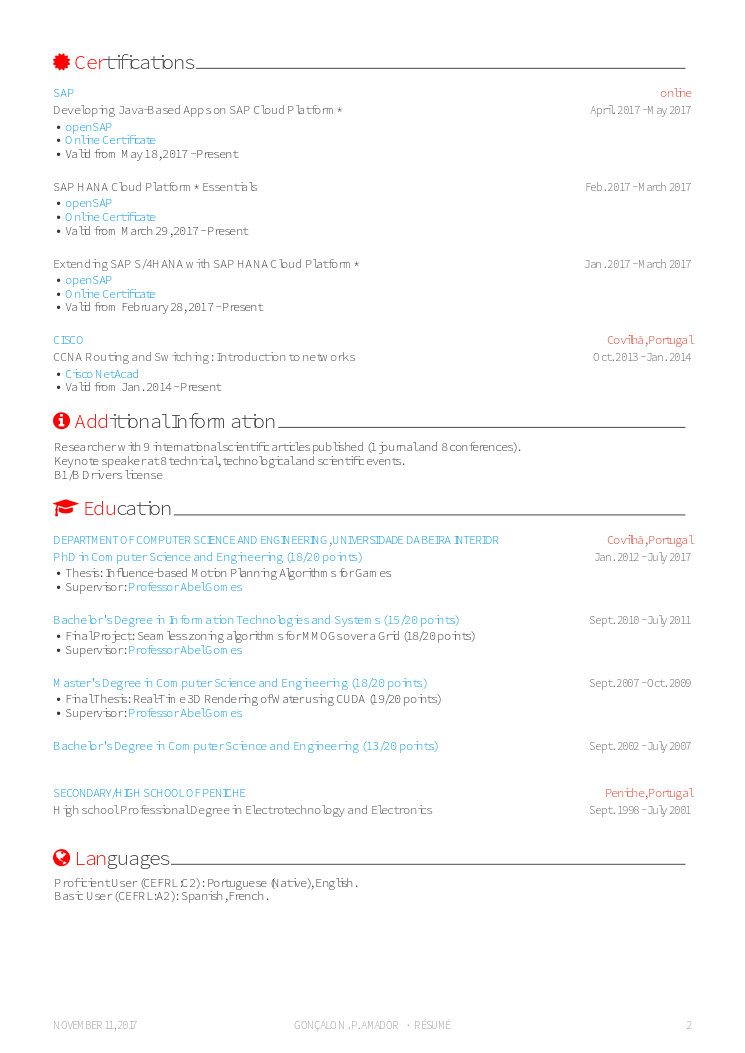 Certifications
SAP online
Developing Java-Based Apps on SAP Cloud Platform * April. 2017 - May 2017
• openSAP
• Online Certificate
• Valid from May 18, 2017 - Present
SAP HANA Cloud Platform * Essentials Feb. 2017 - March 2017
• openSAP
• Online Certificate
• Valid from March 29, 2017 - Present
Extending SAP S/4HANA with SAP HANA Cloud Platform * Jan. 2017 - March 2017
• openSAP
• Online Certificate
• Valid from February 28, 2017 - Present
CISCO Covilhã, Portugal
CCNA Routing and Switching: Introduction to networks Oct. 2013 - Jan. 2014
• Cisco NetAcad
• Valid from Jan. 2014 - Present
Additional Information
Researcher with 9 international scientific articles published (1 journal and 8 conferences).
Keynote speaker at 8 technical, technological and scientific events.
B1/B Drivers license
Education
DEPARTMENT OF COMPUTER SCIENCE AND ENGINEERING, UNIVERSIDADE DA BEIRA INTERIOR Covilhã, Portugal
PhD in Computer Science and Engineering (18/20 points) Jan. 2012 - July 2017
• Thesis: Influence-based Motion Planning Algorithms for Games
• Supervisor: Professor Abel Gomes
Bachelor's Degree in Information Technologies and Systems (15/20 points) Sept. 2010 - July 2011
• Final Project: Seamless zoning algorithms for MMOGs over a Grid (18/20 points)
• Supervisor: Professor Abel Gomes
Master's Degree in Computer Science and Engineering (18/20 points) Sept. 2007 - Oct. 2009
• Final Thesis: Real-Time 3D Rendering of Water using CUDA (19/20 points)
• Supervisor: Professor Abel Gomes
Bachelor's Degree in Computer Science and Engineering (13/20 points) Sept. 2002 - July 2007
SECONDARY/HIGH SCHOOL OF PENICHE Peniche, Portugal
High school Professional Degree in Electrotechnology and Electronics Sept. 1998 - July 2001
Languages
Proficient User (CEFRL:C2): Portuguese (Native), English.
Basic User (CEFRL:A2): Spanish, French.
NOVEMBER 11, 2017 GONÇALO N. P. AMADOR · RÉSUMÉ 2